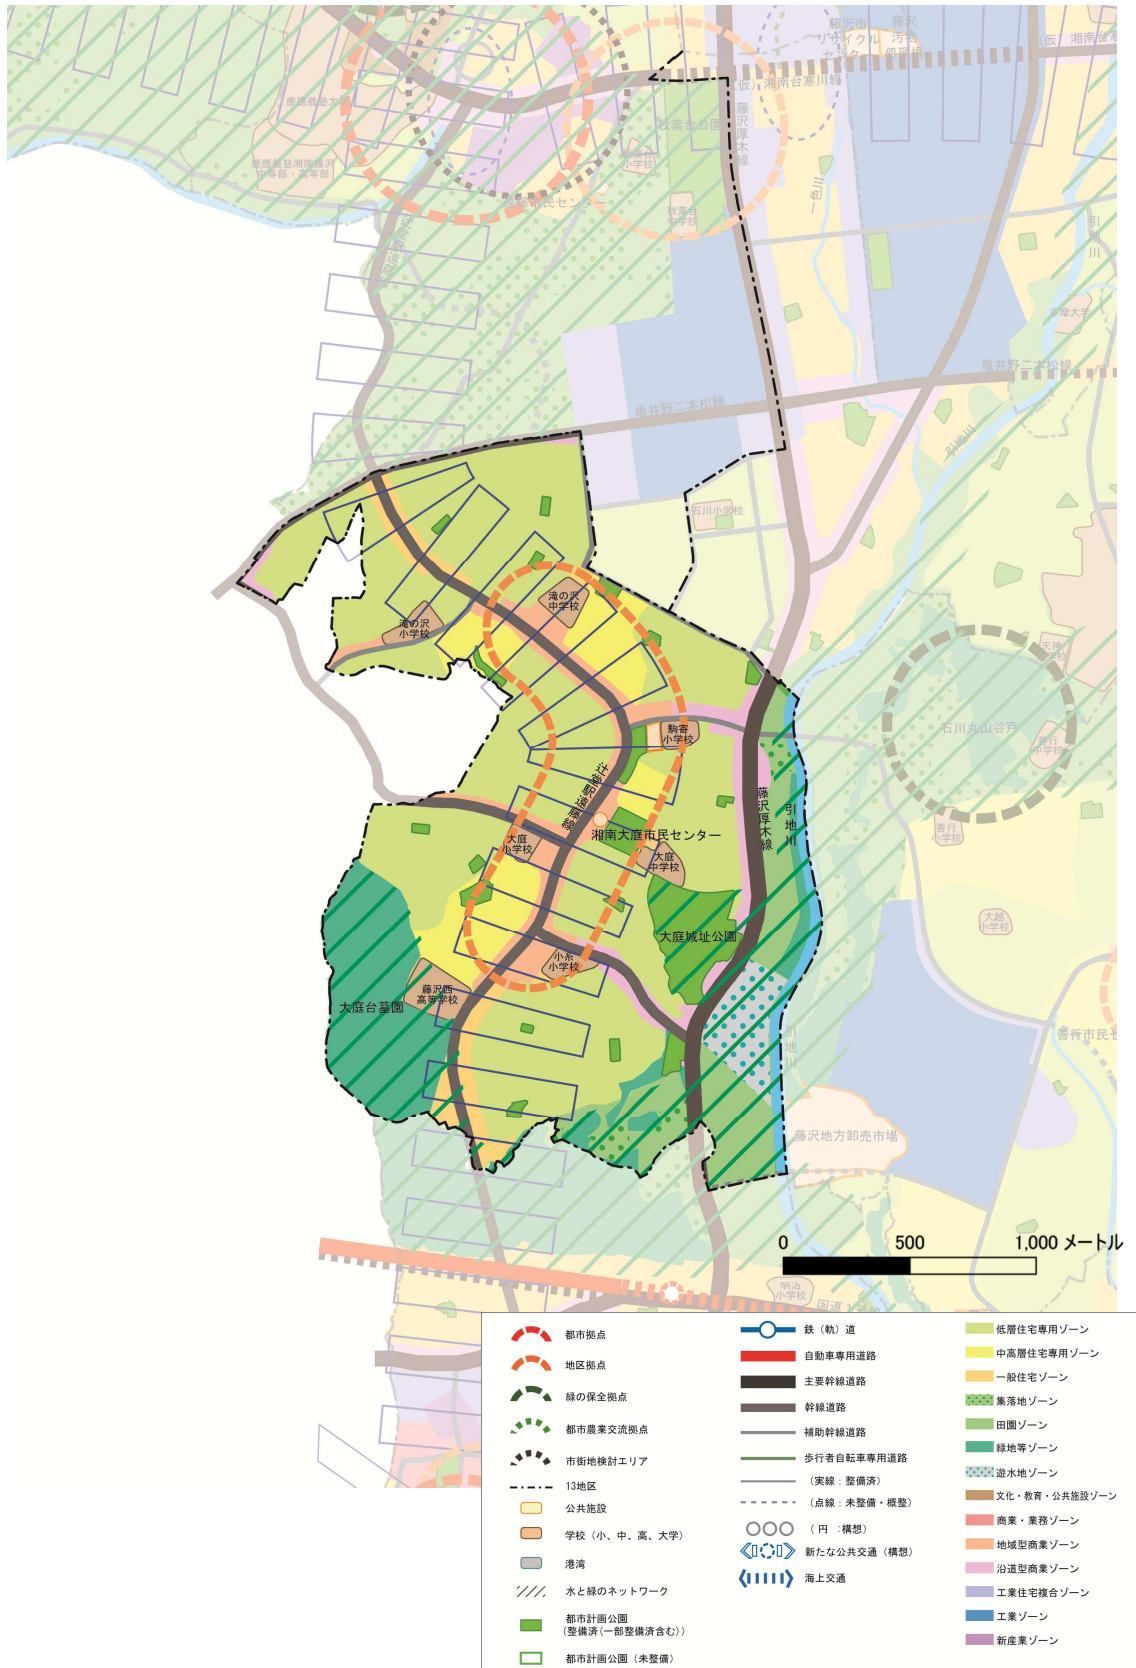 藤沢市
リサイクル
センター
藤沢
汚物
処理場
（仮）湘南台寒川線
慶應義塾大学
慶應義塾湘南藤沢
中等部・高等部
秋葉台公園
藤沢厚木線
秋葉台
小学校
秋葉台
中学校
遠藤市民センター
一色川
引地川
多摩大学
亀井野二本松線
亀井野二本松線
引地川
石川小学校
滝の沢
中学校
滝の沢
小学校
天神
小学校
石川丸山谷戸
善行
中学校
駒寄
小学校
辻堂駅遠藤線
藤沢厚木線
引地川
湘南大庭市民センター
大庭
小学校
大庭
中学校
善行
小学校
大越
小学校
大庭城址公園
小糸
小学校
藤沢西
高等学校
大庭台墓園
引地川
善行市民セ
藤沢地方卸売市場
0 500 1,000 メートル
明治
小学校
国道1号線
都市拠点
地区拠点
緑の保全拠点
都市農業交流拠点
市街地検討エリア
13地区
公共施設
学校（小、中、高、大学）
港湾
水と緑のネットワーク
都市計画公園
（整備済（一部整備済含む））
都市計画公園（未整備）
鉄（軌）道
自動車専用道路
主要幹線道路
幹線道路
補助幹線道路
歩行者自転車専用道路
（実線：整備済）
（点線：未整備・概整）
（ 円 ：構想）
新たな公共交通（構想）
海上交通
低層住宅専用ゾーン
中高層住宅専用ゾーン
一般住宅ゾーン
集落地ゾーン
田園ゾーン
緑地等ゾーン
遊水地ゾーン
文化・教育・公共施設ゾーン
商業・業務ゾーン
地域型商業ゾーン
沿道型商業ゾーン
工業住宅複合ゾーン
工業ゾーン
新産業ゾーン